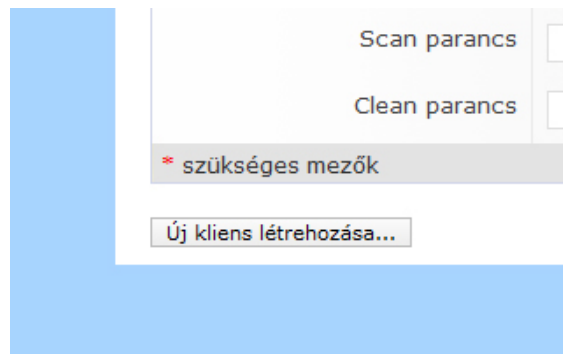 Scan parancs
Clean parancs
* szükséges mezők
Új kliens létrehozása...